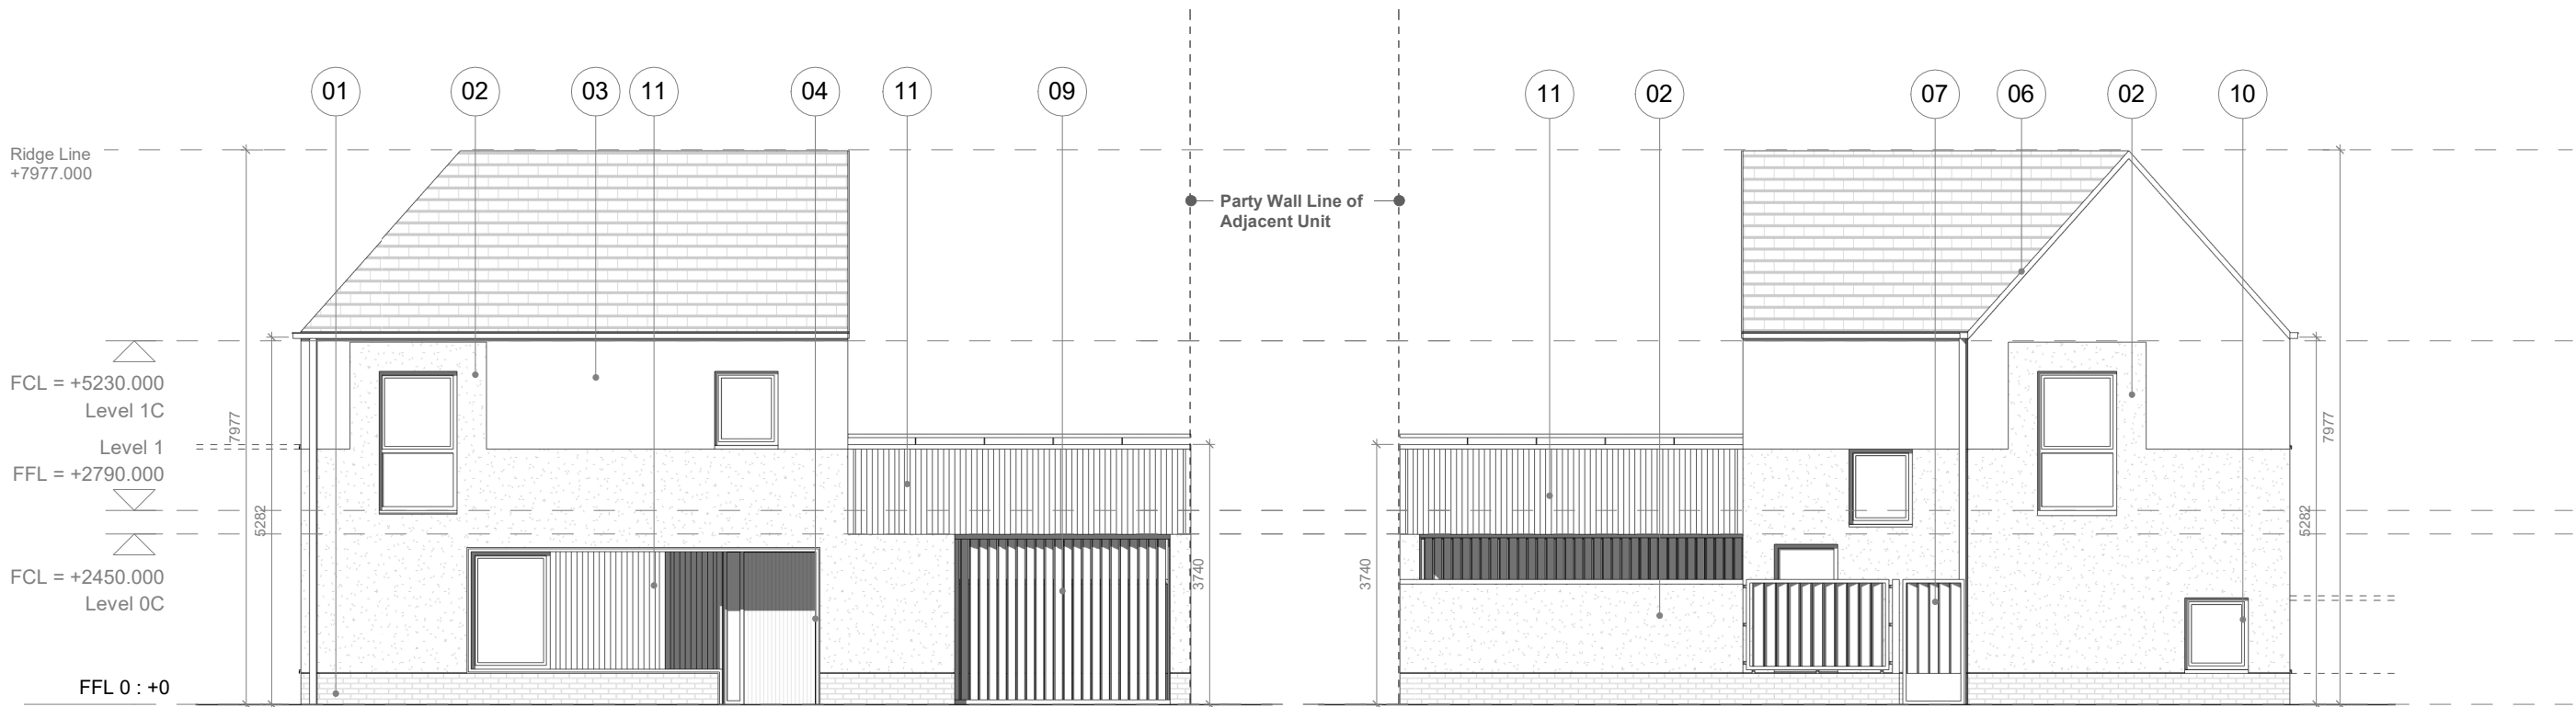 01
02
03
11
04
11
09
11
02
07
06
02
10
Ridge Line
+7977.000
Party Wall Line of
Adjacent Unit
FCL = +5230.000
Level 1C
Level 1
FFL = +2790.000
FCL = +2450.000
Level 0C
FFL 0 : +0
7977
5282
3740
3740
5282
7977